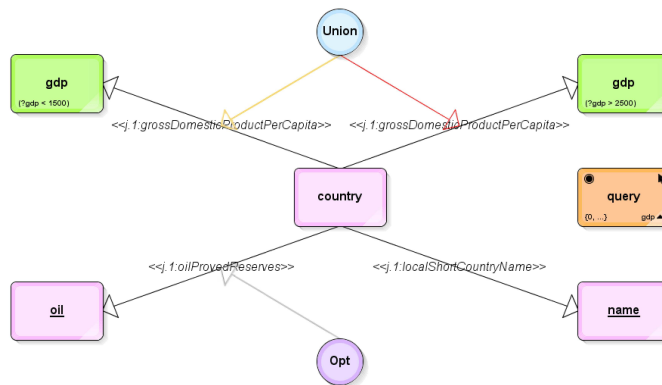 Union
gdp
(?gdp < 1500)
gdp
(?gdp > 2500)
<<j.1:grossDomesticProductPerCapita>>
<<j.1:grossDomesticProductPerCapita>>
country
query
{0, ...}
gdp
<<j.1:oilProvedReserves>>
<<j.1:localShortCountryName>>
oil
name
Opt